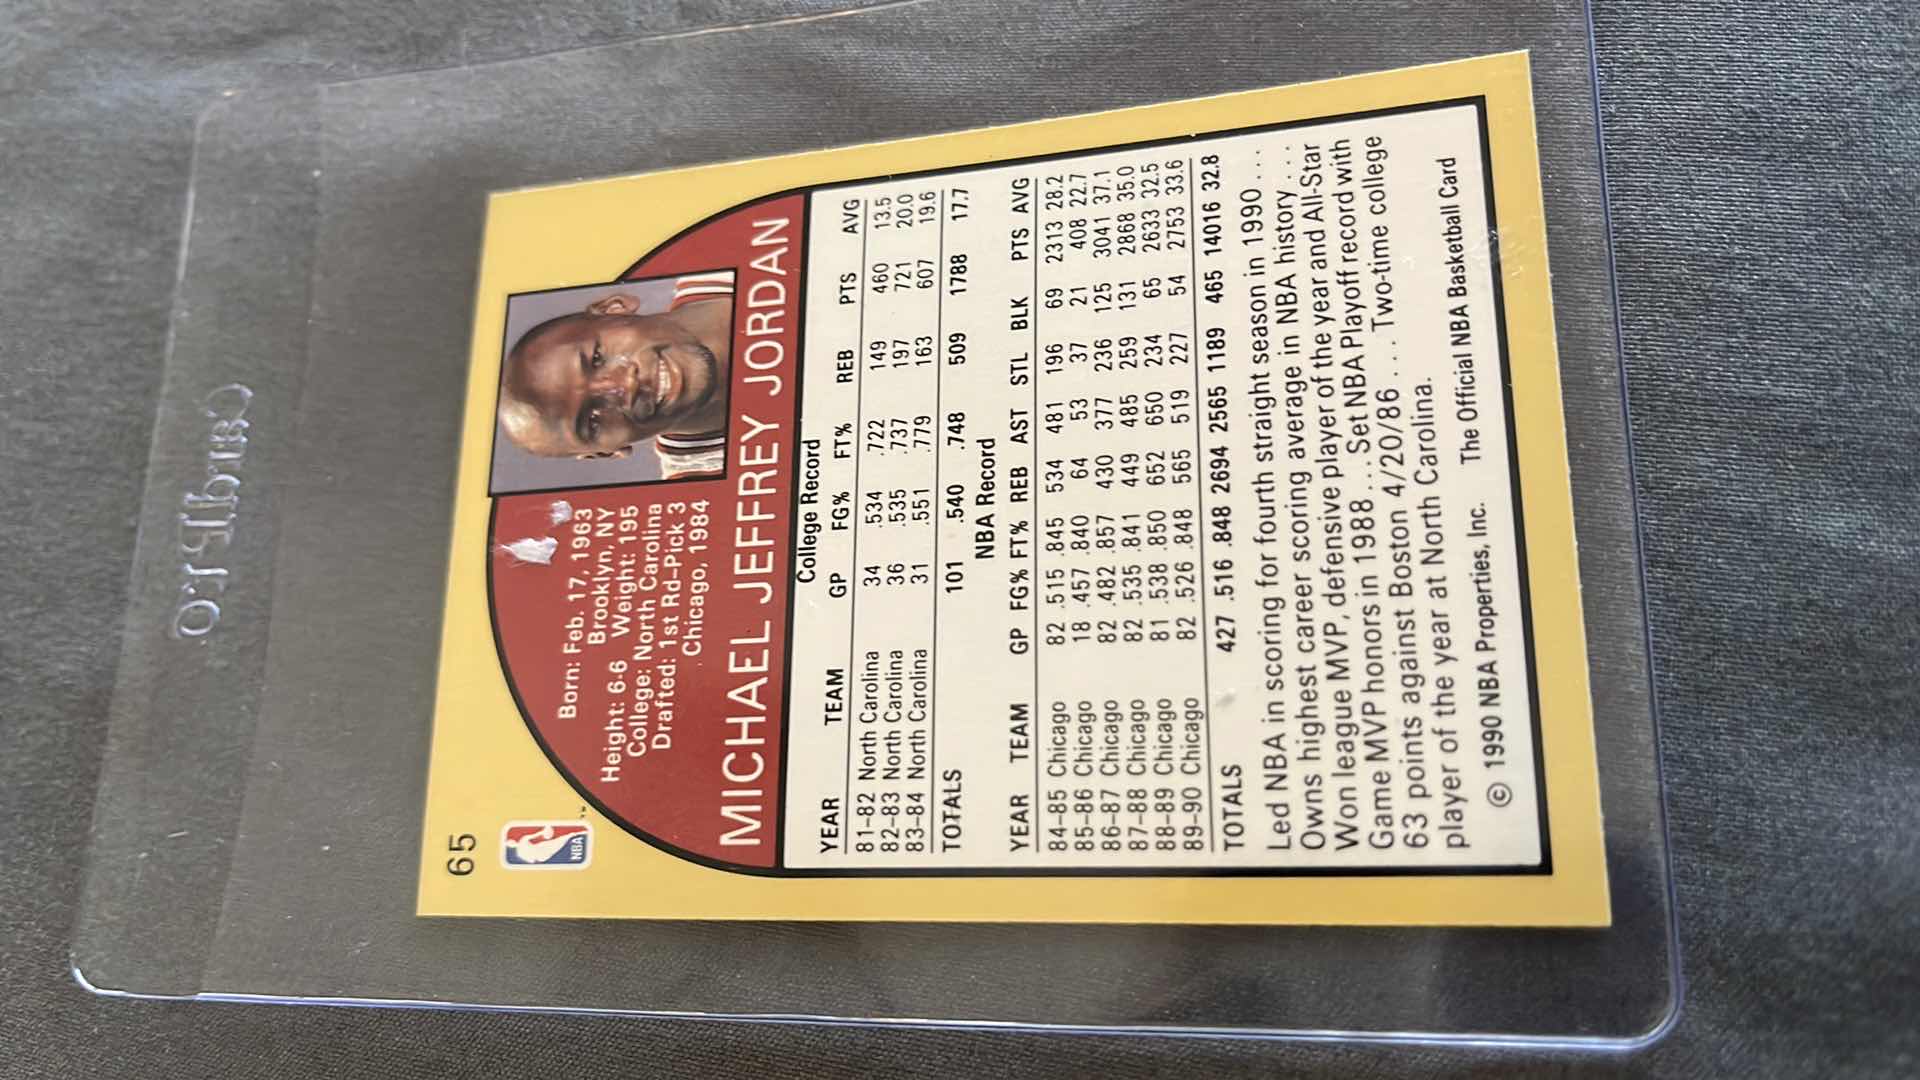 CardPro
65
NBA
Born: Feb. 17, 1963
Brooklyn, NY
Height: 6-6 Weight: 195
College: North Carolina
Drafted: 1st Rd-Pick 3
Chicago, 1984
MICHAEL JEFFREY JORDAN
College Record
YEAR TEAM GP FG% FT% REB PTS AVG
81–82 North Carolina 34 .534 .722 149 460 13.5
82–83 North Carolina 36 .535 .737 197 721 20.0
83–84 North Carolina 31 .551 .779 163 607 19.6
TOTALS 101 .540 .748 509 1788 17.7
NBA Record
YEAR TEAM GP FG% FT% REB AST STL BLK PTS AVG
84–85 Chicago 82 .515 .845 534 481 196 69 2313 28.2
85–86 Chicago 18 .457 .840 64 53 37 21 408 22.7
86–87 Chicago 82 .482 .857 430 377 236 125 3041 37.1
87–88 Chicago 82 .535 .841 449 485 259 131 2868 35.0
88–89 Chicago 81 .538 .850 652 650 234 65 2633 32.5
89–90 Chicago 82 .526 .848 565 519 227 54 2753 33.6
TOTALS 427 .516 .848 2694 2565 1189 465 14016 32.8
Led NBA in scoring for fourth straight season in 1990 . . .
Owns highest career scoring average in NBA history . . .
Won league MVP, defensive player of the year and All-Star
Game MVP honors in 1988 . . . Set NBA Playoff record with
63 points against Boston 4/20/86 . . . Two-time college
player of the year at North Carolina.
© 1990 NBA Properties, Inc. The Official NBA Basketball Card